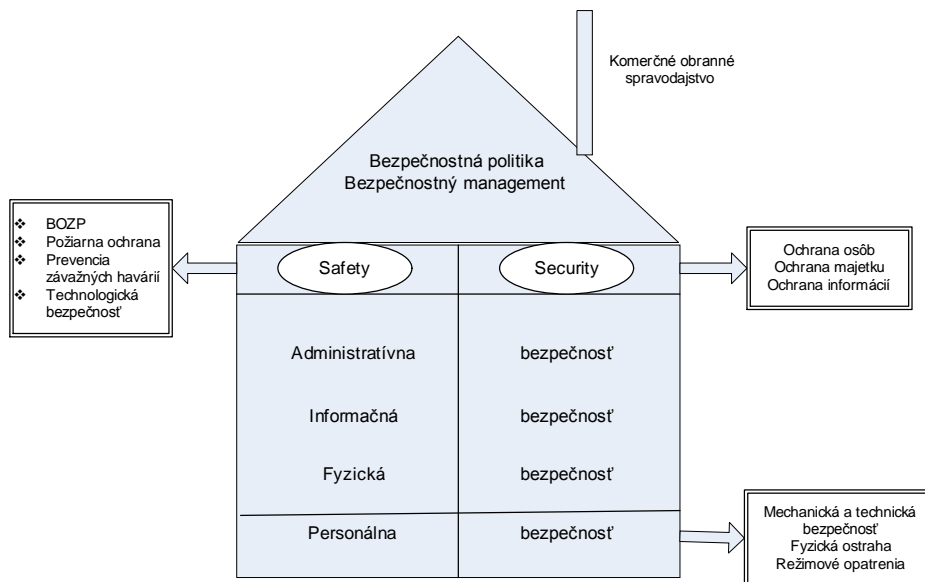 Komerčné obranné
spravodajstvo
Bezpečnostná politika
Bezpečnostný management
❖ BOZP
❖ Požiarna ochrana
❖ Prevencia
závažných havárií
❖ Technologická
bezpečnosť
Safety
Security
Ochrana osôb
Ochrana majetku
Ochrana informácií
Administratívna bezpečnosť
Informačná bezpečnosť
Fyzická bezpečnosť
Personálna bezpečnosť
Mechanická a technická
bezpečnosť
Fyzická ostraha
Režimové opatrenia